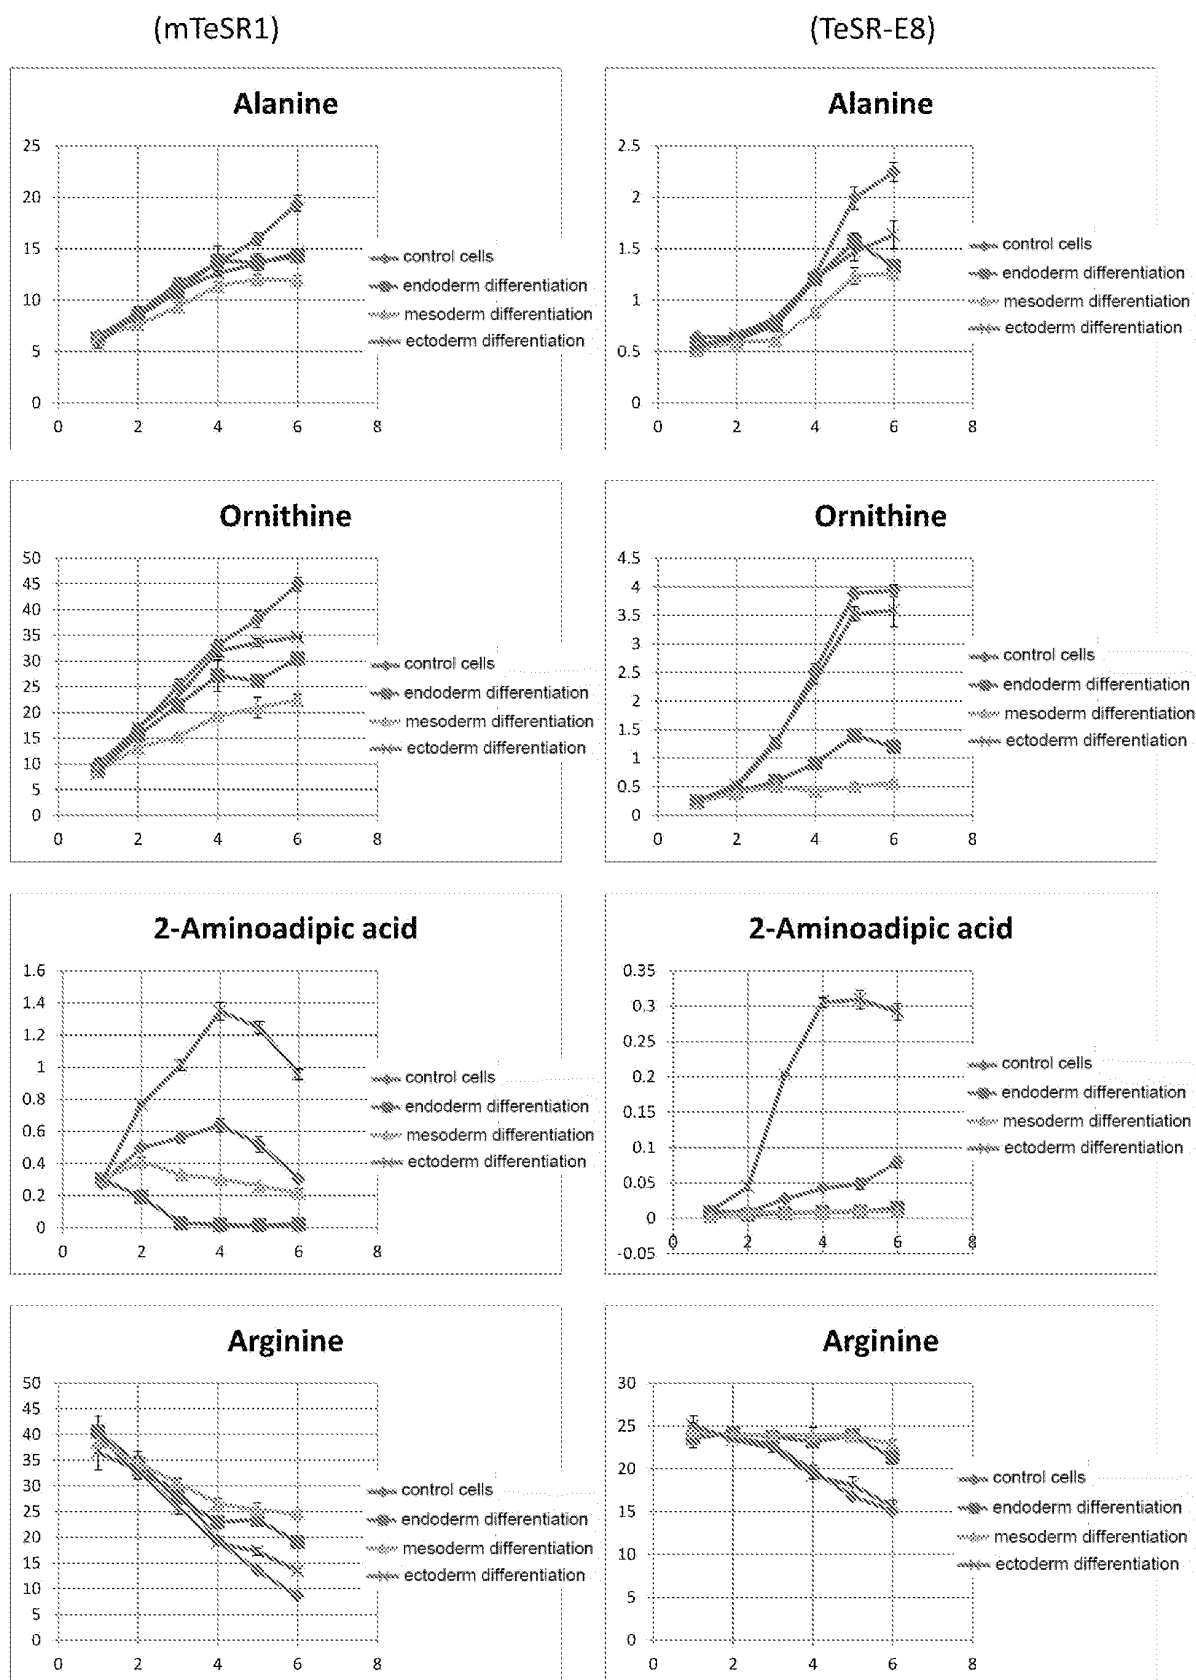 (mTeSR1)
(TeSR-E8)
Alanine
25
20
15
10
5
0
0 2 4 6 8
control cells
endoderm differentiation
mesoderm differentiation
ectoderm differentiation
Alanine
2.5
2
1.5
1
0.5
0
0 2 4 6 8
control cells
endoderm differentiation
mesoderm differentiation
ectoderm differentiation
Ornithine
50
45
40
35
30
25
20
15
10
5
0
0 2 4 6 8
control cells
endoderm differentiation
mesoderm differentiation
ectoderm differentiation
Ornithine
4.5
4
3.5
3
2.5
2
1.5
1
0.5
0
0 2 4 6 8
control cells
endoderm differentiation
mesoderm differentiation
ectoderm differentiation
2-Aminoadipic acid
1.6
1.4
1.2
1
0.8
0.6
0.4
0.2
0
0 2 4 6 8
control cells
endoderm differentiation
mesoderm differentiation
ectoderm differentiation
2-Aminoadipic acid
0.35
0.3
0.25
0.2
0.15
0.1
0.05
0
-0.05
0 2 4 6 8
control cells
endoderm differentiation
mesoderm differentiation
ectoderm differentiation
Arginine
50
45
40
35
30
25
20
15
10
5
0
0 2 4 6 8
control cells
endoderm differentiation
mesoderm differentiation
ectoderm differentiation
Arginine
30
25
20
15
10
5
0
0 2 4 6 8
control cells
endoderm differentiation
mesoderm differentiation
ectoderm differentiation